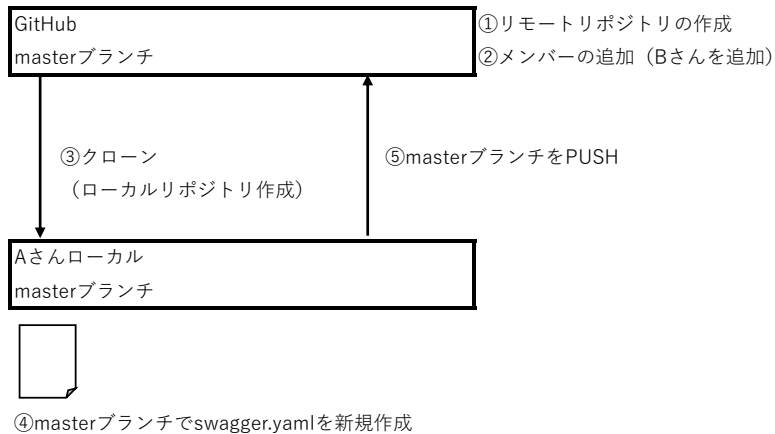 GitHub
masterブランチ
①リモートリポジトリの作成
②メンバーの追加（Bさんを追加）
③クローン
（ローカルリポジトリ作成）
⑤masterブランチをPUSH
Aさんローカル
masterブランチ
④masterブランチでswagger.yamlを新規作成